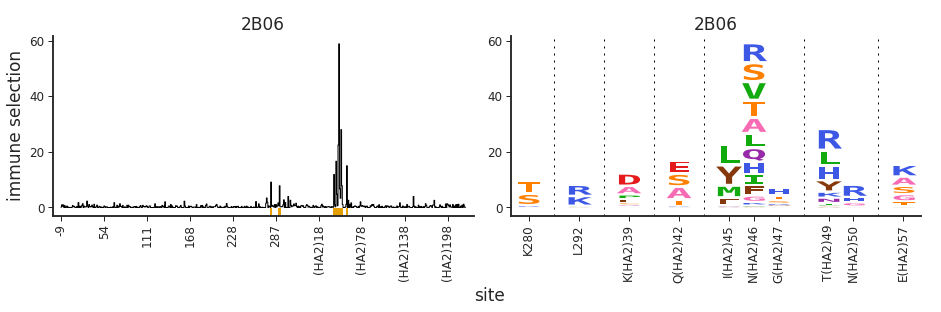 2B06
2B06
immune selection
60
40
20
0
60
40
20
0
-9
54
111
168
228
287
(HA2)18
(HA2)78
(HA2)138
(HA2)198
K280
L292
K(HA2)39
Q(HA2)42
I(HA2)45
N(HA2)46
G(HA2)47
T(HA2)49
N(HA2)50
E(HA2)57
T
S
R
K
D
A
E
S
A
T
L
Y
M
F
R
S
V
T
A
L
Q
H
I
F
G
H
R
L
H
Y
K
N
R
H
K
A
S
G
T
site